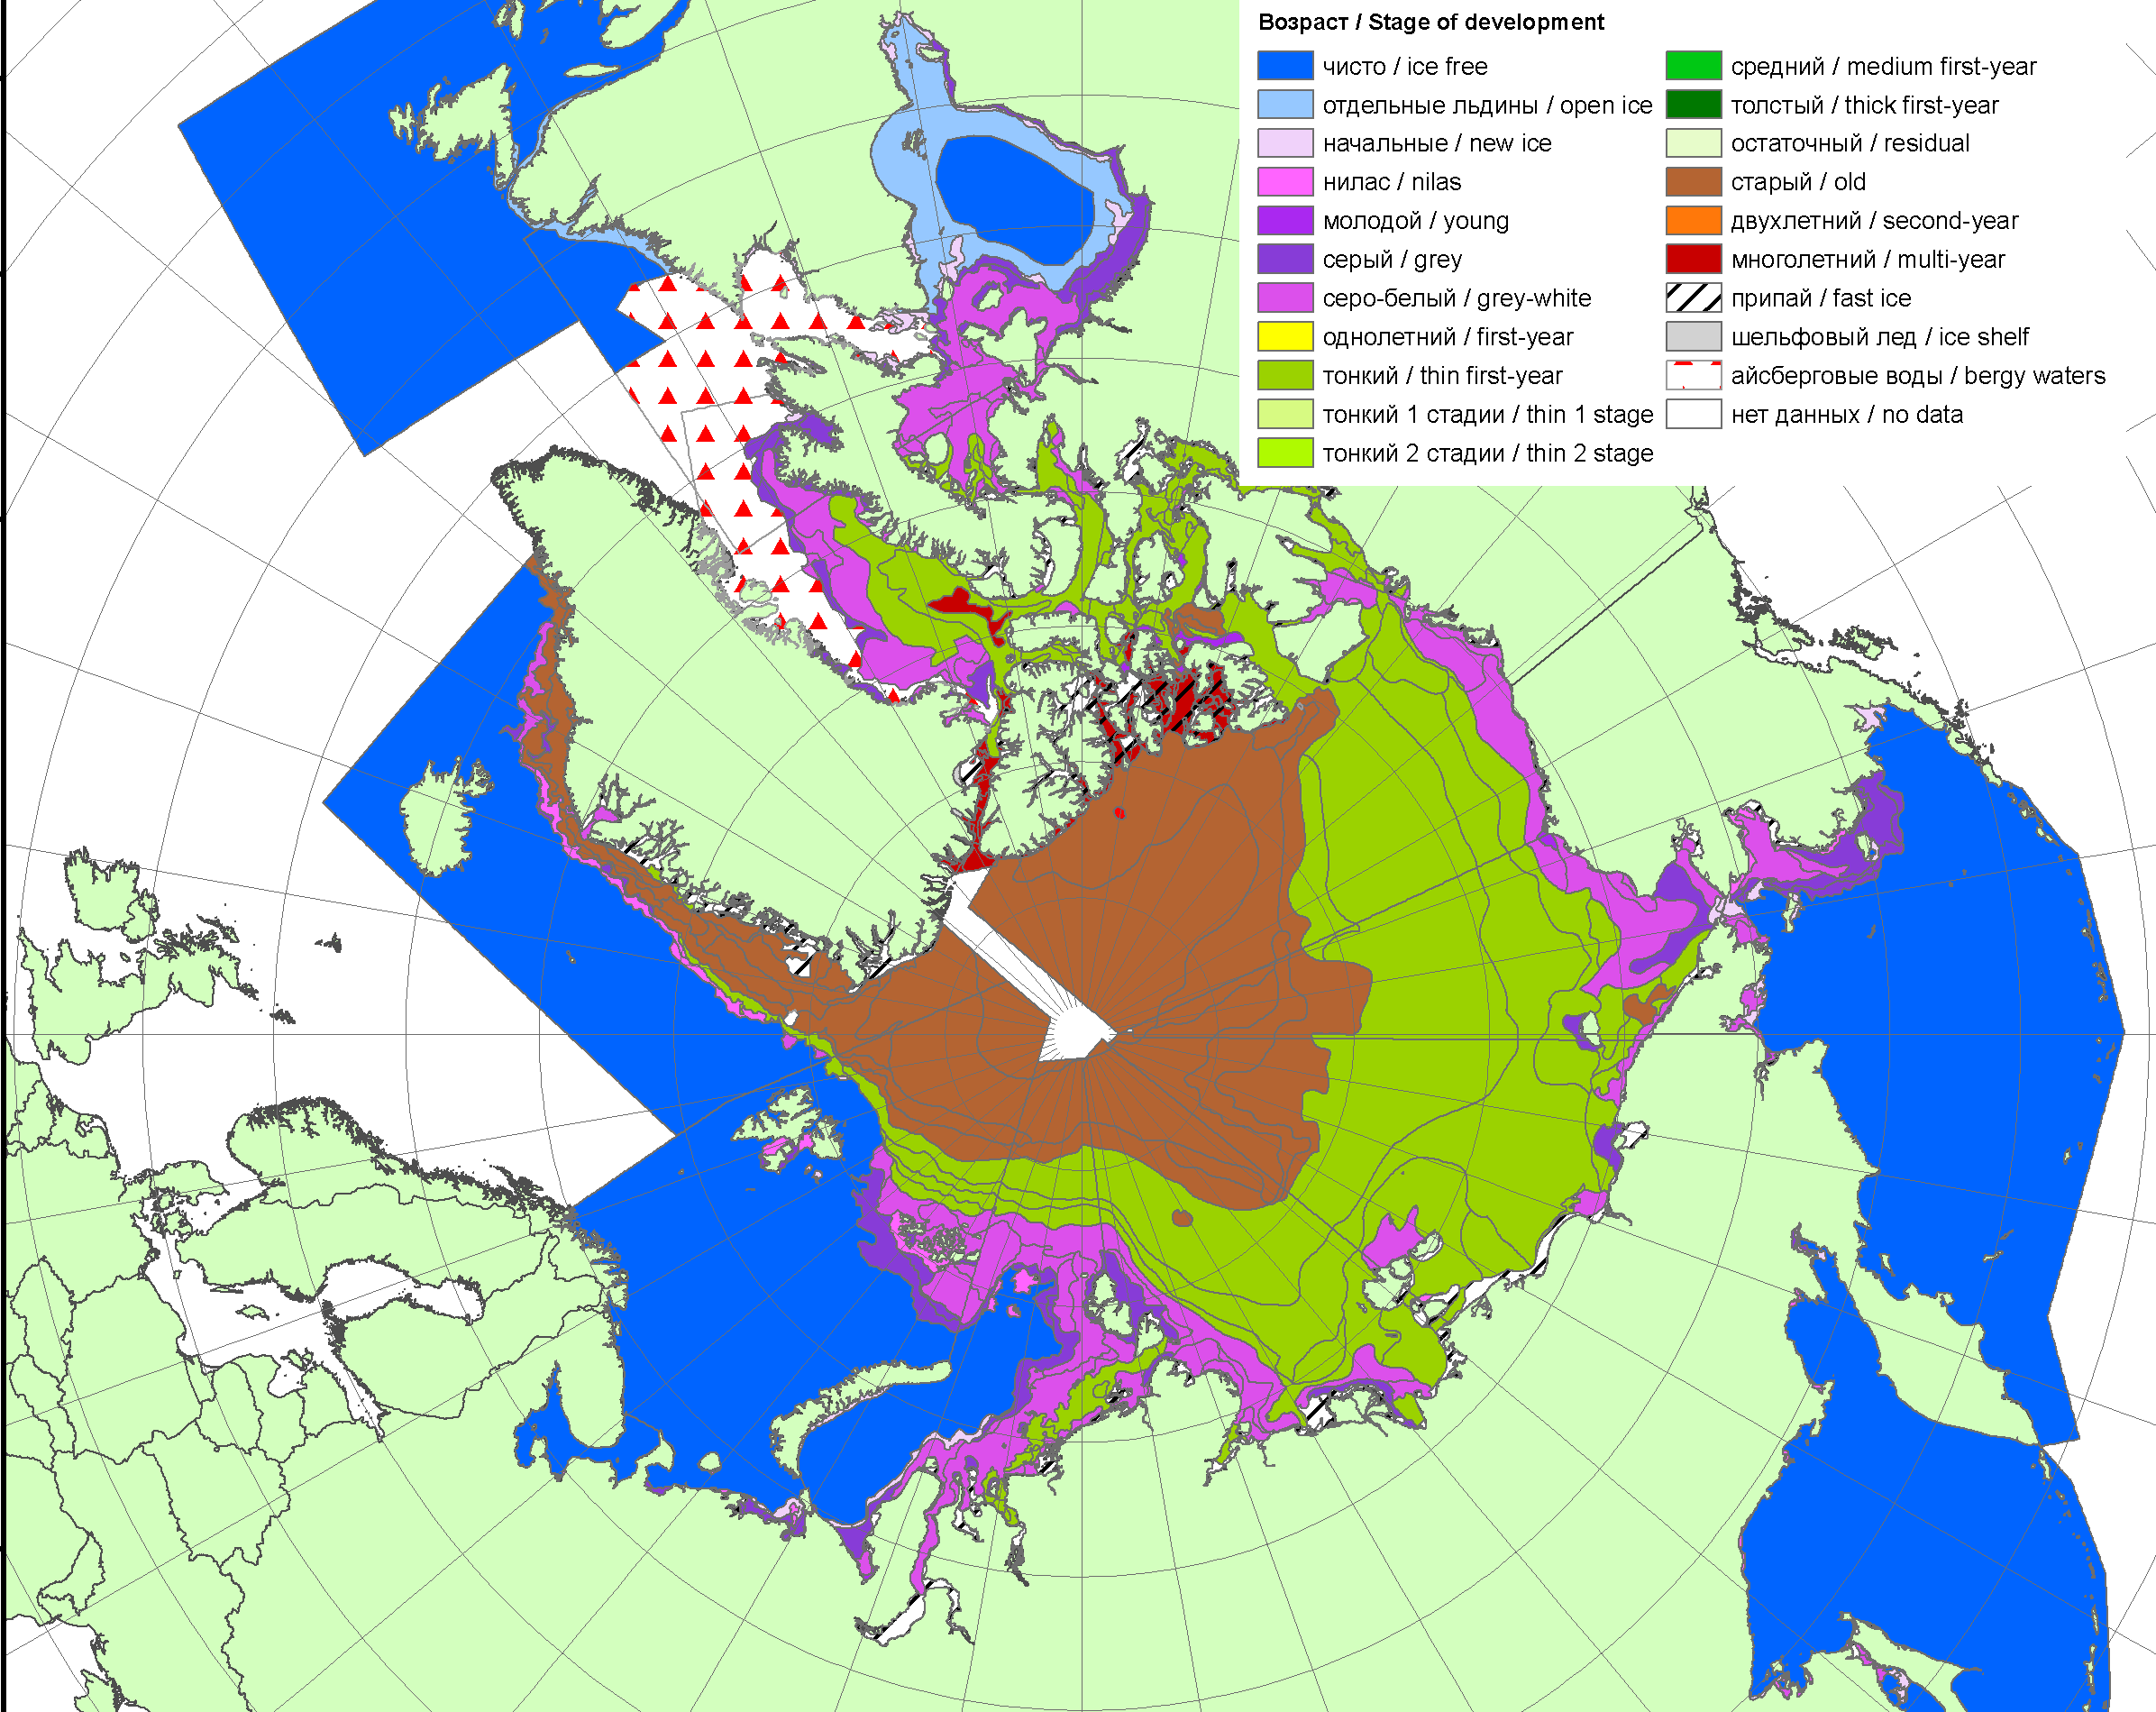 Возраст / Stage of development
чисто / ice free
отдельные льдины / open ice
начальные / new ice
нилас / nilas
молодой / young
серый / grey
серо-белый / grey-white
однолетний / first-year
тонкий / thin first-year
тонкий 1 стадии / thin 1 stage
тонкий 2 стадии / thin 2 stage
средний / medium first-year
толстый / thick first-year
остаточный / residual
старый / old
двухлетний / second-year
многолетний / multi-year
припай / fast ice
шельфовый лед / ice shelf
айсберговые воды / bergy waters
нет данных / no data